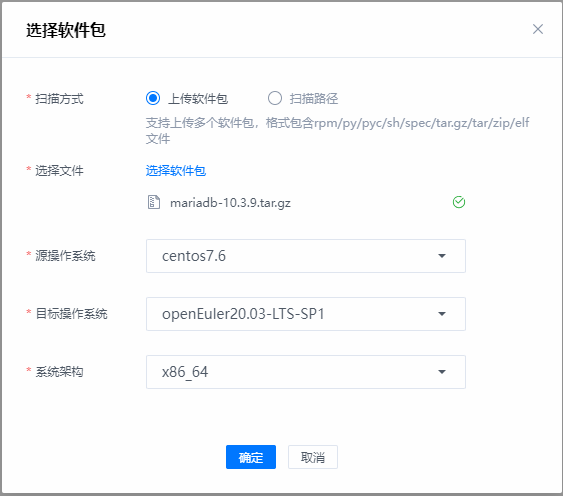 选择软件包
* 扫描方式 上传软件包 扫描路径
支持上传多个软件包，格式包含rpm/py/pyc/sh/spec/tar.gz/tar/zip/elf
文件
* 选择文件 选择软件包
mariadb-10.3.9.tar.gz
* 源操作系统 centos7.6
* 目标操作系统 openEuler20.03-LTS-SP1
* 系统架构 x86_64
确定 取消